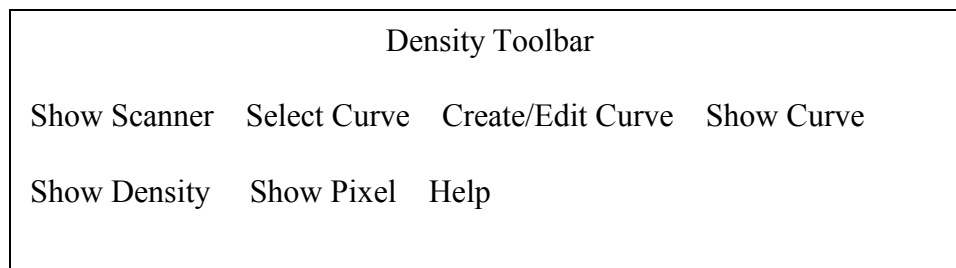 Density Toolbar
Show Scanner Select Curve Create/Edit Curve Show Curve
Show Density Show Pixel Help